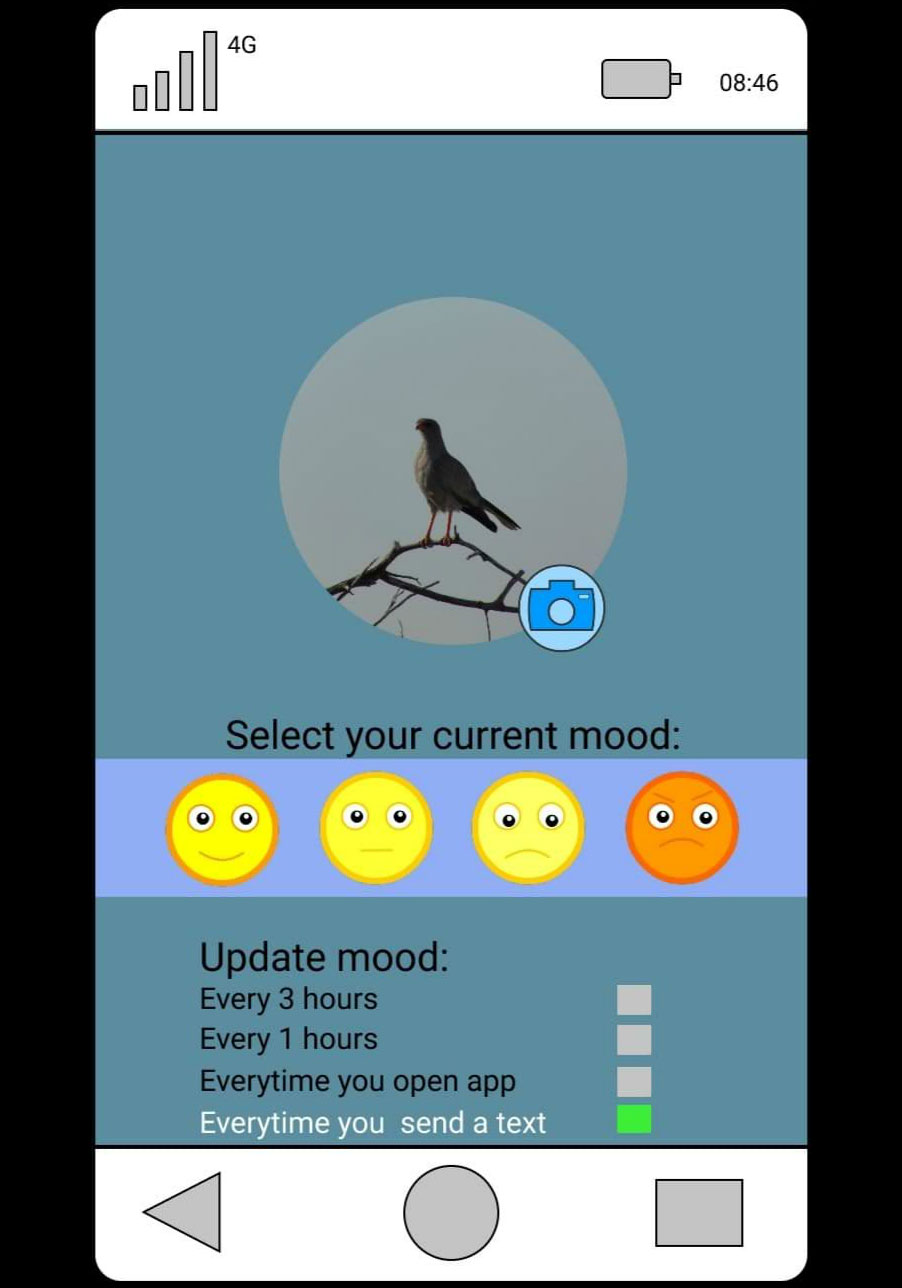 4G
08:46
Select your current mood:
Update mood:
Every 3 hours
Every 1 hours
Everytime you open app
Everytime you  send a text